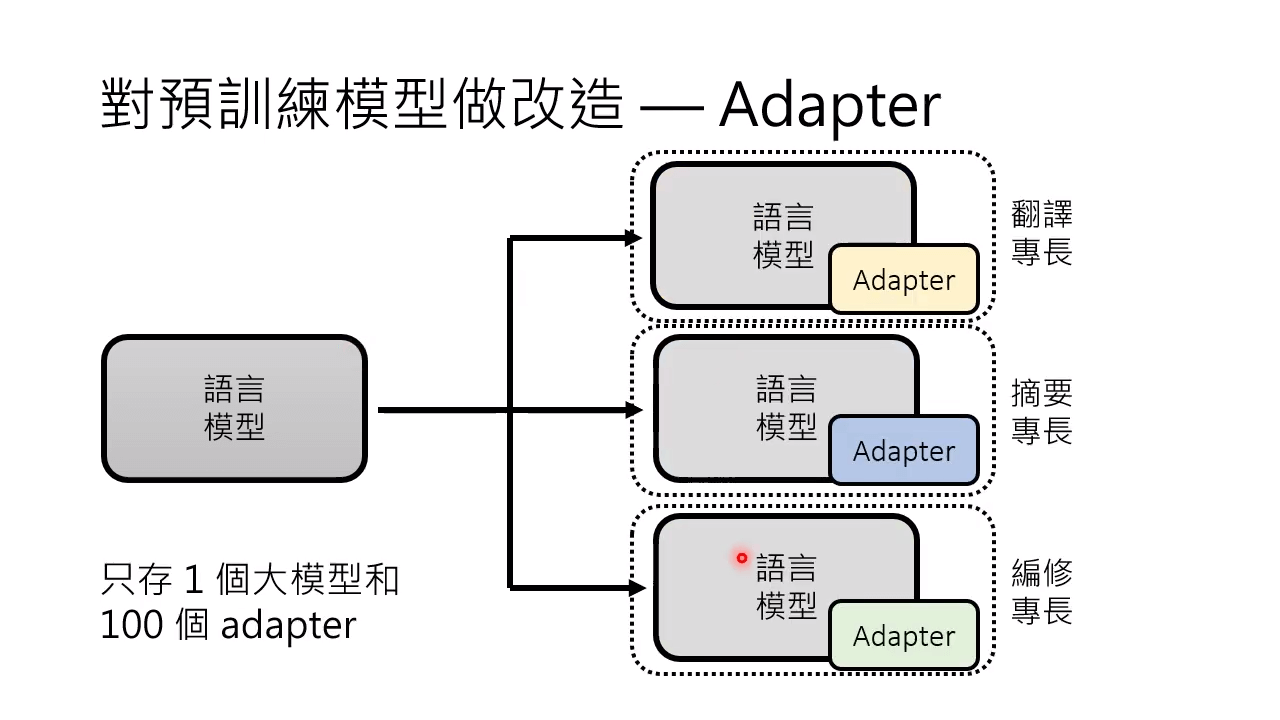 對預訓練模型做改造 — Adapter
語言
模型
Adapter
翻譯
專長
語言
模型
語言
模型
Adapter
摘要
專長
語言
模型
Adapter
編修
專長
只存 1 個大模型和
100 個 adapter